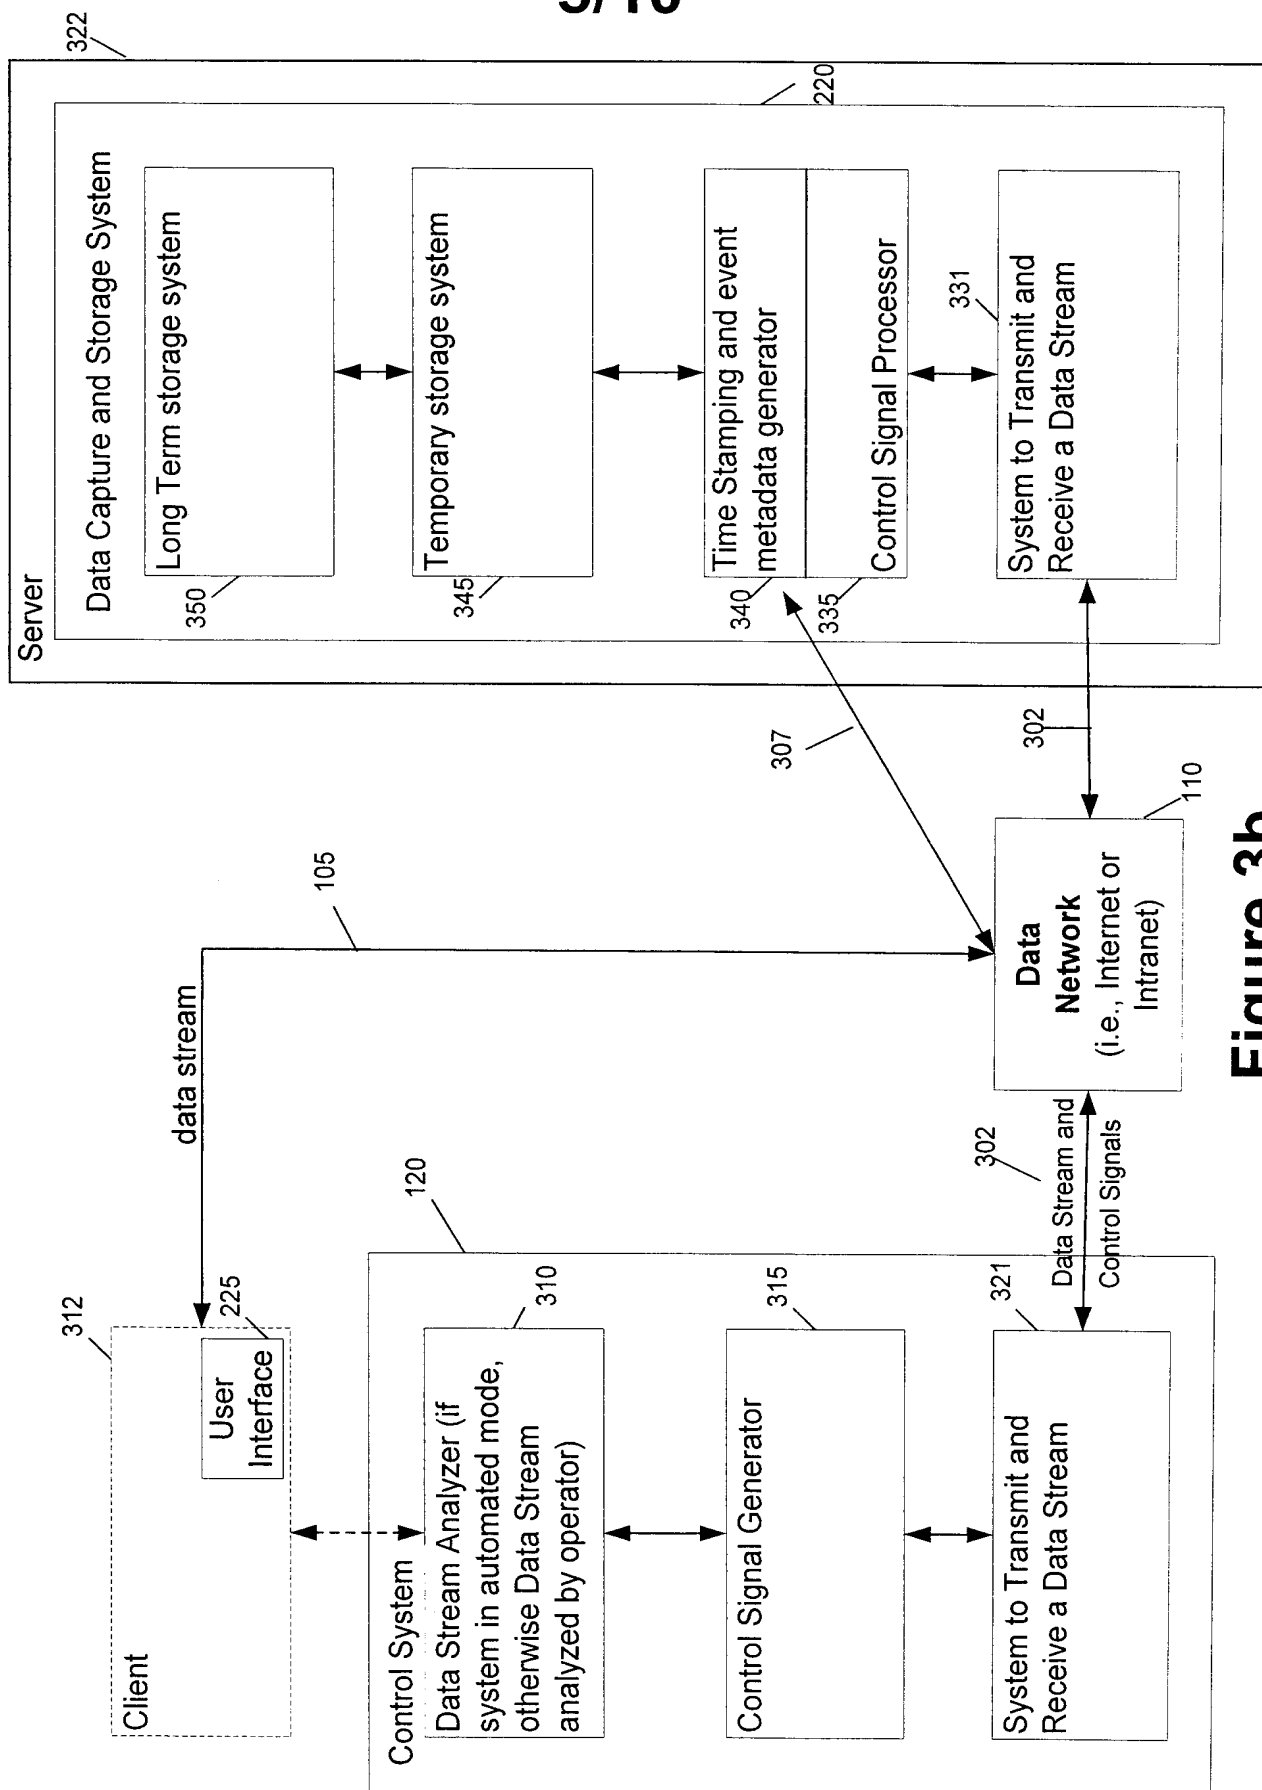 Server
322
Data Capture and Storage System
220
Long Term storage system
350
Temporary storage system
345
Time Stamping and event
metadata generator
340
Control Signal Processor
335
System to Transmit and
Receive a Data Stream
331
307
302
105
data stream
Data
Network
(i.e., Internet or
Intranet)
110
Client
312
User
Interface
225
Control System
120
Data Stream Analyzer (if
system in automated mode,
otherwise Data Stream
analyzed by operator)
310
Control Signal Generator
315
System to Transmit and
Receive a Data Stream
321
302
Data Stream and
Control Signals
Figure 3b